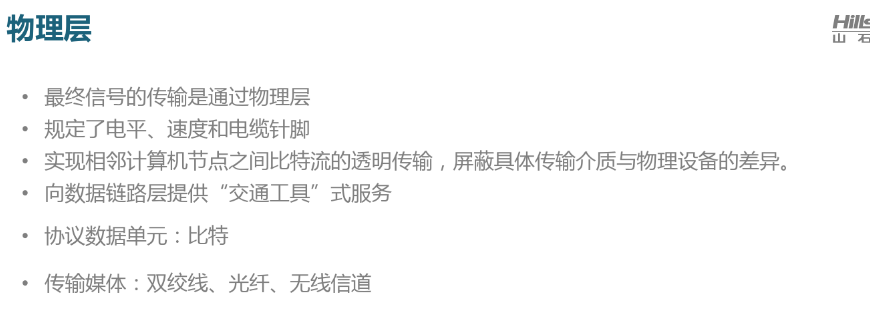 物理层
Hills
山 石
• 最终信号的传输是通过物理层
• 规定了电平、速度和电缆针脚
• 实现相邻计算机节点之间比特流的透明传输，屏蔽具体传输介质与物理设备的差异。
• 向数据链路层提供“交通工具”式服务
• 协议数据单元：比特
• 传输媒体：双绞线、光纤、无线信道